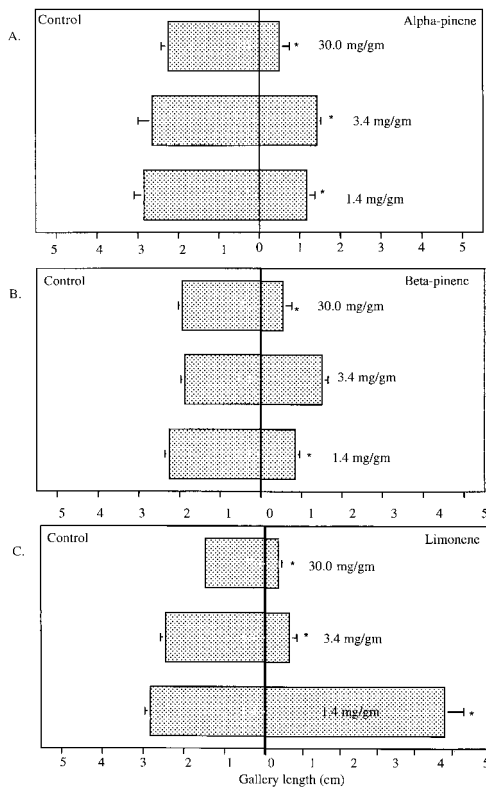 A.
Control Alpha-pinene
* 30.0 mg/gm
* 3.4 mg/gm
* 1.4 mg/gm
5 4 3 2 1 0 1 2 3 4 5
B.
Control Beta-pinene
* 30.0 mg/gm
3.4 mg/gm
* 1.4 mg/gm
5 4 3 2 1 0 1 2 3 4 5
C.
Control Limonene
* 30.0 mg/gm
* 3.4 mg/gm
1.4 mg/gm *
5 4 3 2 1 0 1 2 3 4 5
Gallery length (cm)